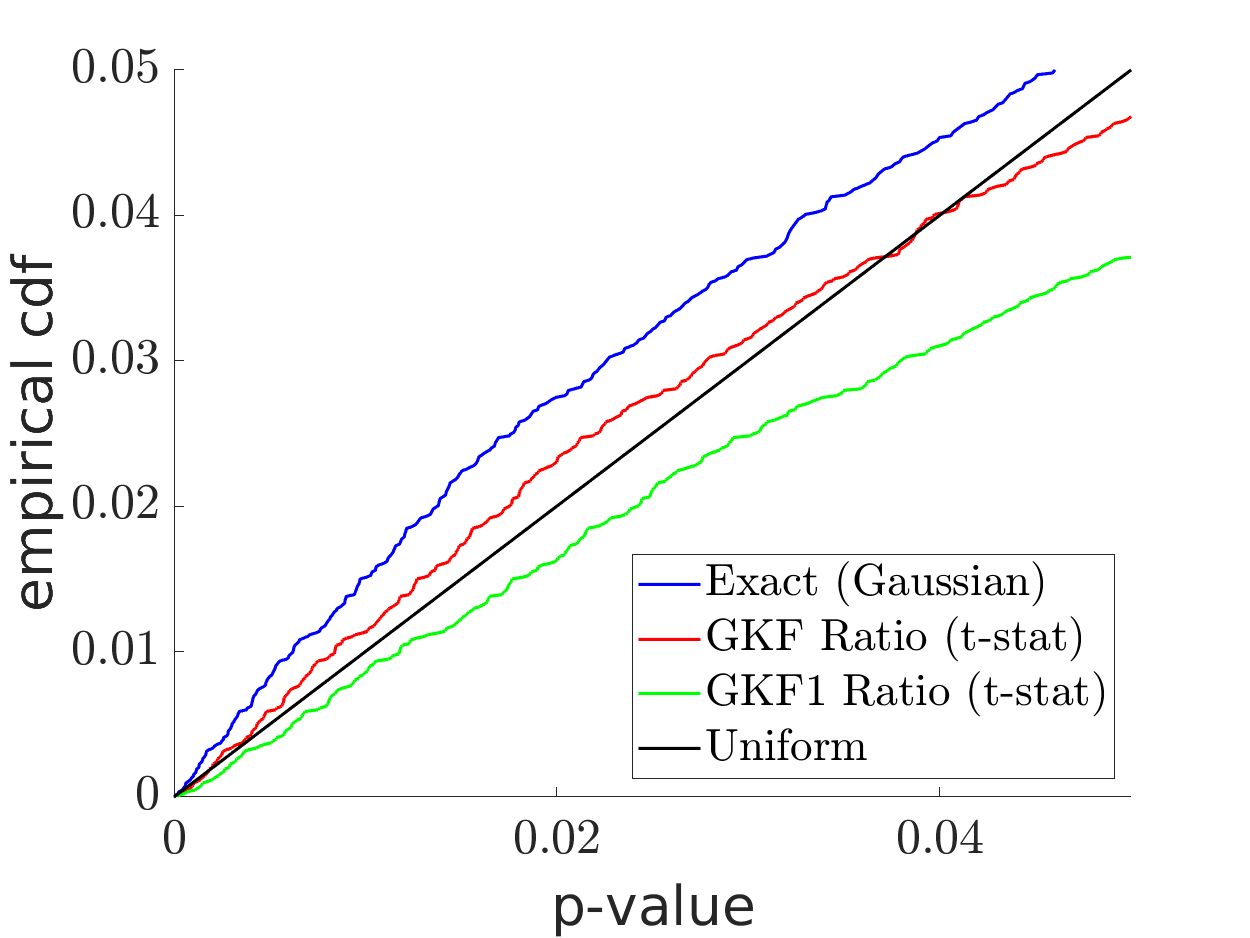 0.05
0.04
0.03
0.02
0.01
0
empirical cdf
Exact (Gaussian)
GKF Ratio (t-stat)
GKF1 Ratio (t-stat)
Uniform
0
0.02
0.04
p-value